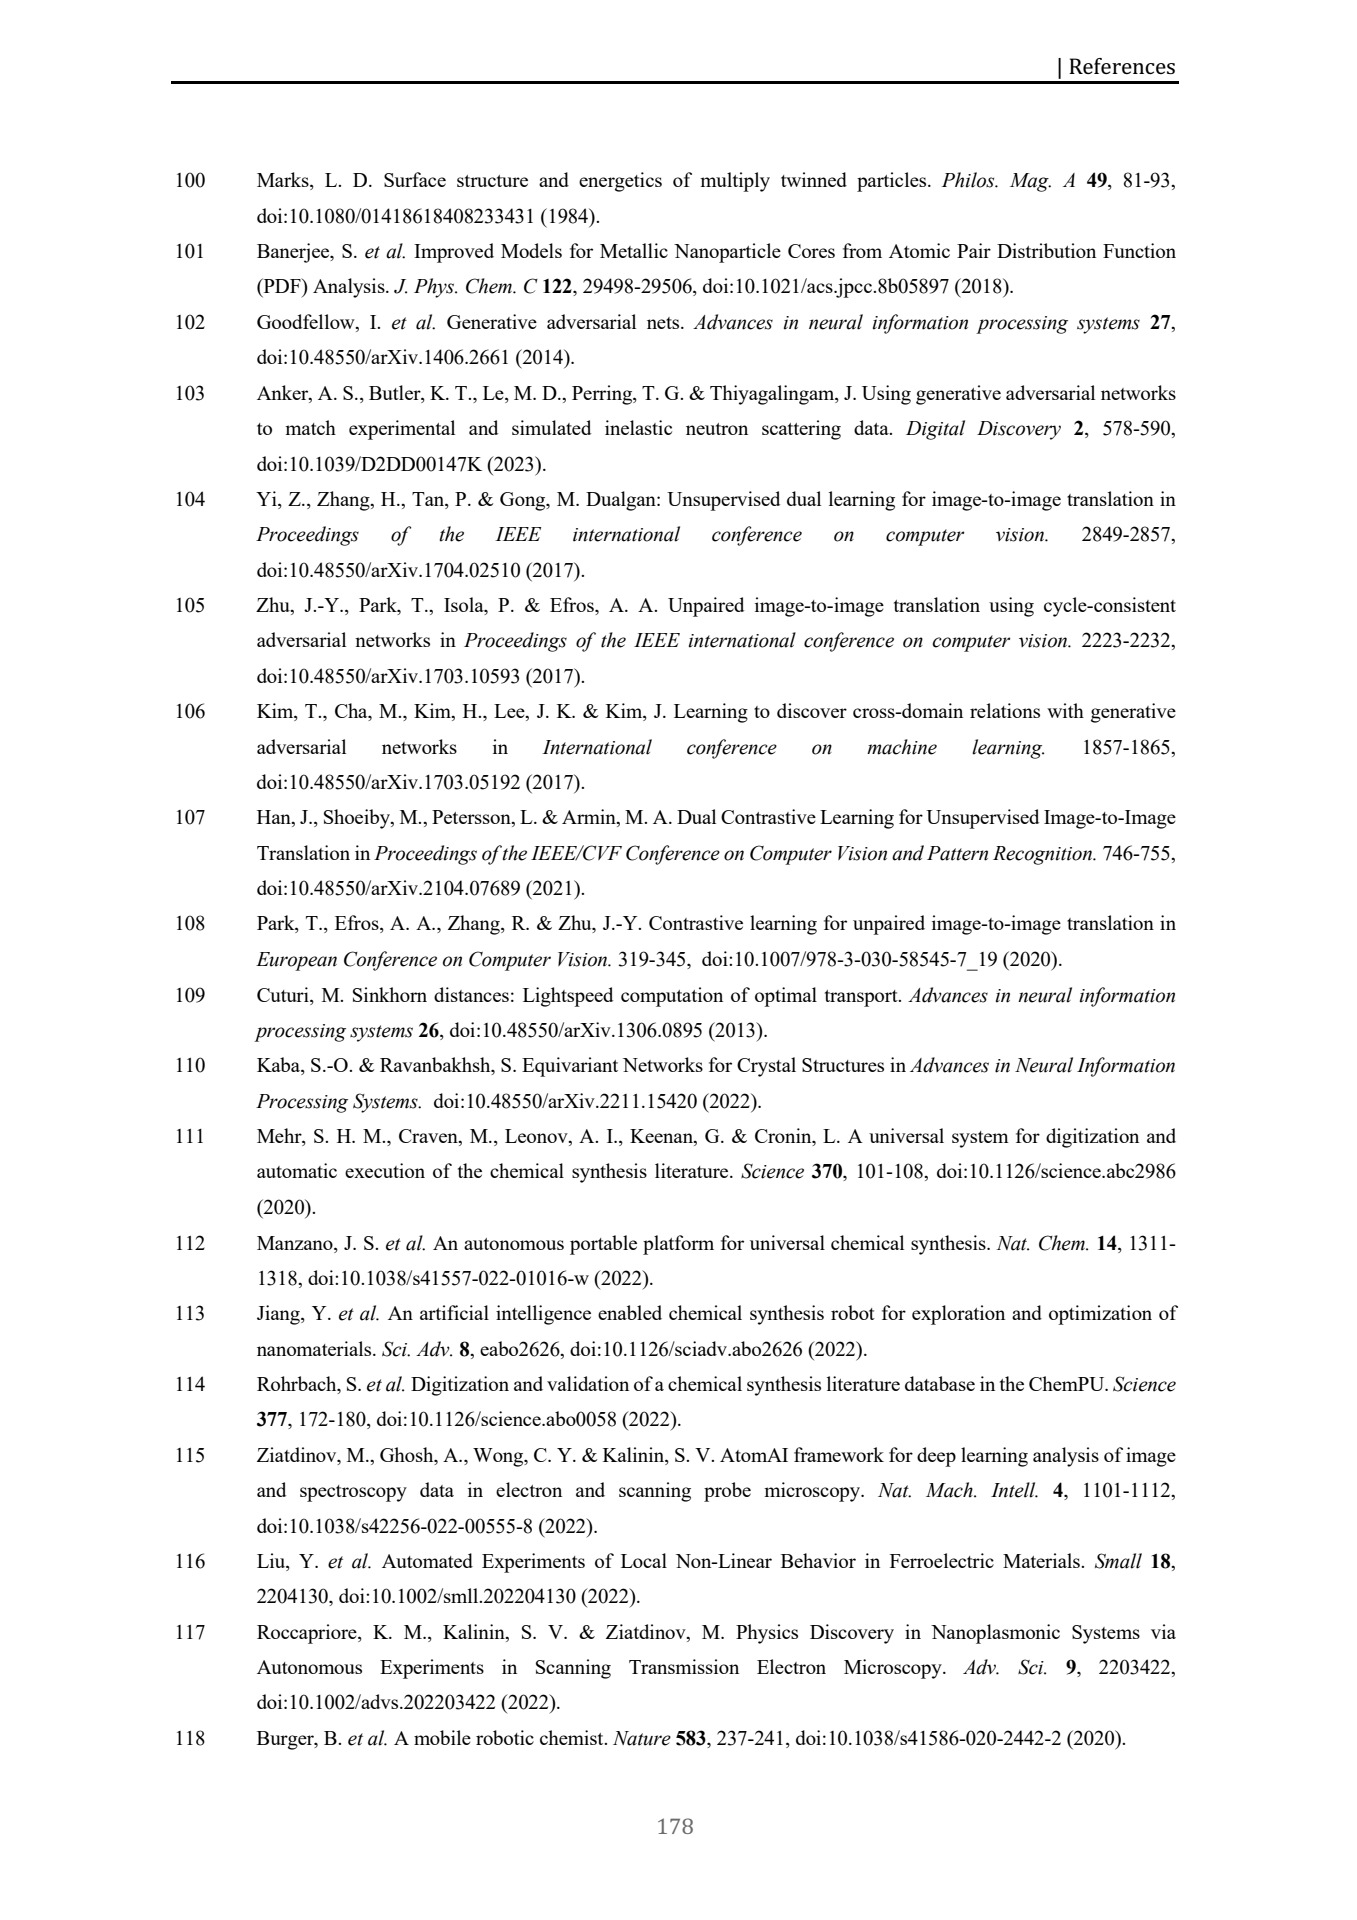 | References
100 Marks, L. D. Surface structure and energetics of multiply twinned particles. Philos. Mag. A 49, 81-93,
doi:10.1080/01418618408233431 (1984).
101 Banerjee, S. et al. Improved Models for Metallic Nanoparticle Cores from Atomic Pair Distribution Function
(PDF) Analysis. J. Phys. Chem. C 122, 29498-29506, doi:10.1021/acs.jpcc.8b05897 (2018).
102 Goodfellow, I. et al. Generative adversarial nets. Advances in neural information processing systems 27,
doi:10.48550/arXiv.1406.2661 (2014).
103 Anker, A. S., Butler, K. T., Le, M. D., Perring, T. G. & Thiyagalingam, J. Using generative adversarial networks
to match experimental and simulated inelastic neutron scattering data. Digital Discovery 2, 578-590,
doi:10.1039/D2DD00147K (2023).
104 Yi, Z., Zhang, H., Tan, P. & Gong, M. Dualgan: Unsupervised dual learning for image-to-image translation in
Proceedings of the IEEE international conference on computer vision. 2849-2857,
doi:10.48550/arXiv.1704.02510 (2017).
105 Zhu, J.-Y., Park, T., Isola, P. & Efros, A. A. Unpaired image-to-image translation using cycle-consistent
adversarial networks in Proceedings of the IEEE international conference on computer vision. 2223-2232,
doi:10.48550/arXiv.1703.10593 (2017).
106 Kim, T., Cha, M., Kim, H., Lee, J. K. & Kim, J. Learning to discover cross-domain relations with generative
adversarial networks in International conference on machine learning. 1857-1865,
doi:10.48550/arXiv.1703.05192 (2017).
107 Han, J., Shoeiby, M., Petersson, L. & Armin, M. A. Dual Contrastive Learning for Unsupervised Image-to-Image
Translation in Proceedings of the IEEE/CVF Conference on Computer Vision and Pattern Recognition. 746-755,
doi:10.48550/arXiv.2104.07689 (2021).
108 Park, T., Efros, A. A., Zhang, R. & Zhu, J.-Y. Contrastive learning for unpaired image-to-image translation in
European Conference on Computer Vision. 319-345, doi:10.1007/978-3-030-58545-7_19 (2020).
109 Cuturi, M. Sinkhorn distances: Lightspeed computation of optimal transport. Advances in neural information
processing systems 26, doi:10.48550/arXiv.1306.0895 (2013).
110 Kaba, S.-O. & Ravanbakhsh, S. Equivariant Networks for Crystal Structures in Advances in Neural Information
Processing Systems. doi:10.48550/arXiv.2211.15420 (2022).
111 Mehr, S. H. M., Craven, M., Leonov, A. I., Keenan, G. & Cronin, L. A universal system for digitization and
automatic execution of the chemical synthesis literature. Science 370, 101-108, doi:10.1126/science.abc2986
(2020).
112 Manzano, J. S. et al. An autonomous portable platform for universal chemical synthesis. Nat. Chem. 14, 1311-
1318, doi:10.1038/s41557-022-01016-w (2022).
113 Jiang, Y. et al. An artificial intelligence enabled chemical synthesis robot for exploration and optimization of
nanomaterials. Sci. Adv. 8, eabo2626, doi:10.1126/sciadv.abo2626 (2022).
114 Rohrbach, S. et al. Digitization and validation of a chemical synthesis literature database in the ChemPU. Science
377, 172-180, doi:10.1126/science.abo0058 (2022).
115 Ziatdinov, M., Ghosh, A., Wong, C. Y. & Kalinin, S. V. AtomAI framework for deep learning analysis of image
and spectroscopy data in electron and scanning probe microscopy. Nat. Mach. Intell. 4, 1101-1112,
doi:10.1038/s42256-022-00555-8 (2022).
116 Liu, Y. et al. Automated Experiments of Local Non-Linear Behavior in Ferroelectric Materials. Small 18,
2204130, doi:10.1002/smll.202204130 (2022).
117 Roccapriore, K. M., Kalinin, S. V. & Ziatdinov, M. Physics Discovery in Nanoplasmonic Systems via
Autonomous Experiments in Scanning Transmission Electron Microscopy. Adv. Sci. 9, 2203422,
doi:10.1002/advs.202203422 (2022).
118 Burger, B. et al. A mobile robotic chemist. Nature 583, 237-241, doi:10.1038/s41586-020-2442-2 (2020).
178